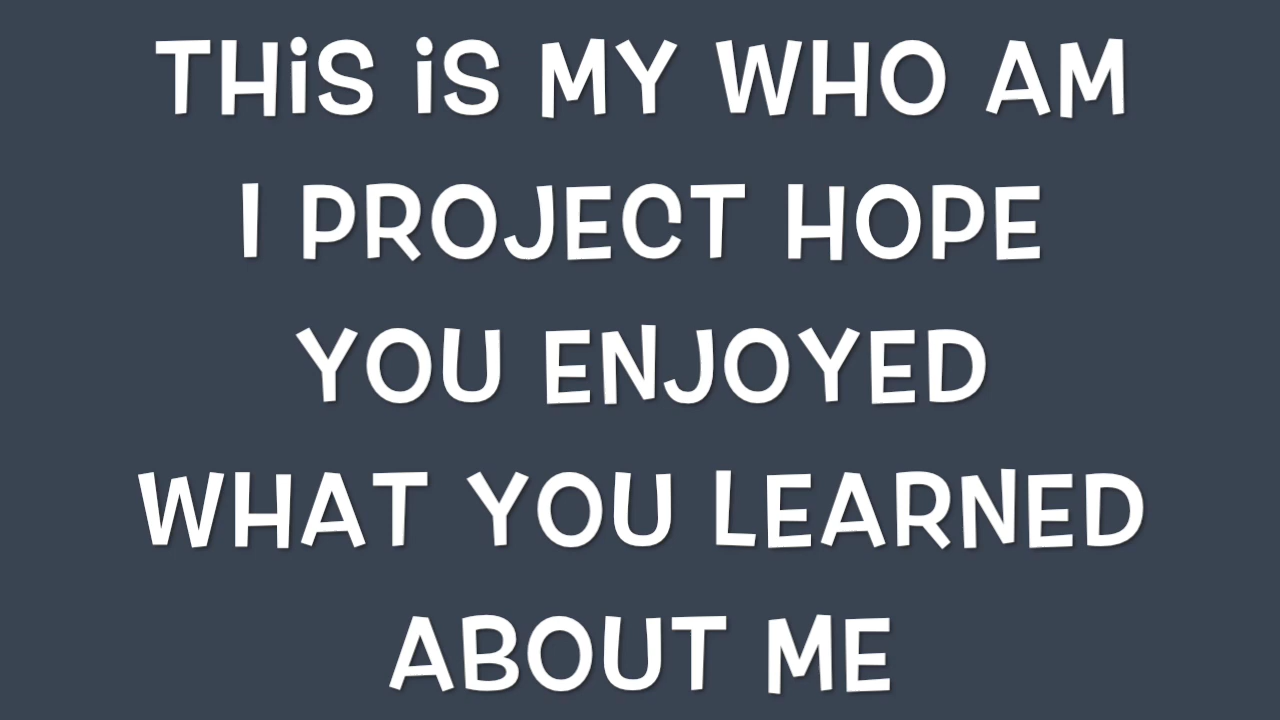 THiS iS MY WHO AM
I PROJECT HOPE
YOU ENJOYED
WHAT YOU LEARNED
ABOUT ME